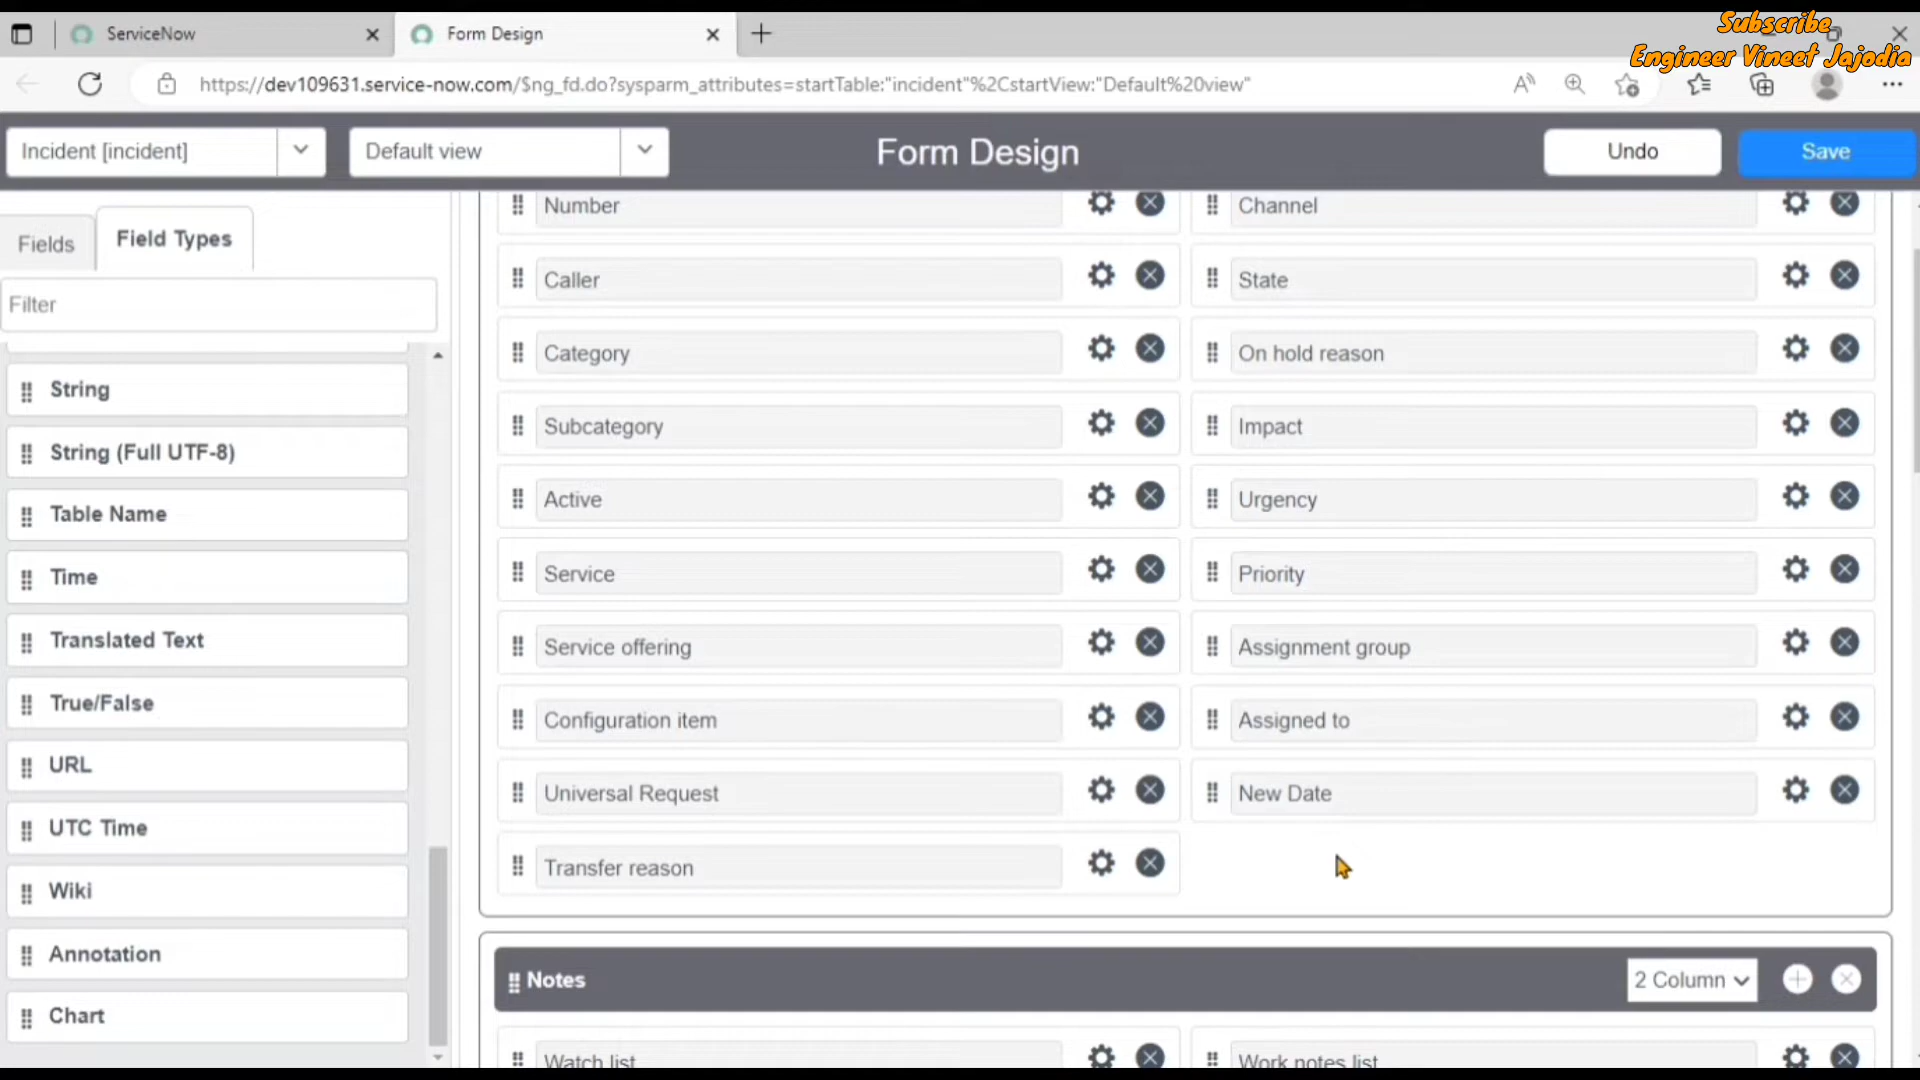 ServiceNow
Form Design
Subscribe
Engineer Vineet Jajodia
https://dev109631.service-now.com/$ng_fd.do?sysparm_attributes=startTable:"incident"%2CstartView:"Default%20view"
Incident [incident]
Default view
Form Design
Undo
Save
Fields
Field Types
Filter
String
String (Full UTF-8)
Table Name
Time
Translated Text
True/False
URL
UTC Time
Wiki
Annotation
Chart
Number
Channel
Caller
State
Category
On hold reason
Subcategory
Impact
Active
Urgency
Service
Priority
Service offering
Assignment group
Configuration item
Assigned to
Universal Request
New Date
Transfer reason
Notes
2 Column
Watch list
Work notes list